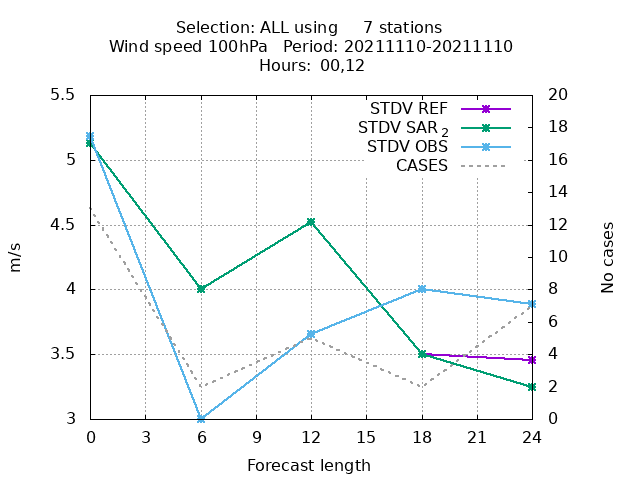 Selection: ALL using     7 stations
Wind speed 100hPa   Period: 20211110-20211110
Hours: 00,12
STDV REF
STDV SAR 2
STDV OBS
CASES
5.5
5
4.5
4
3.5
3
20
18
16
14
12
10
8
6
4
2
0
m/s
No cases
0 3 6 9 12 15 18 21 24
Forecast length